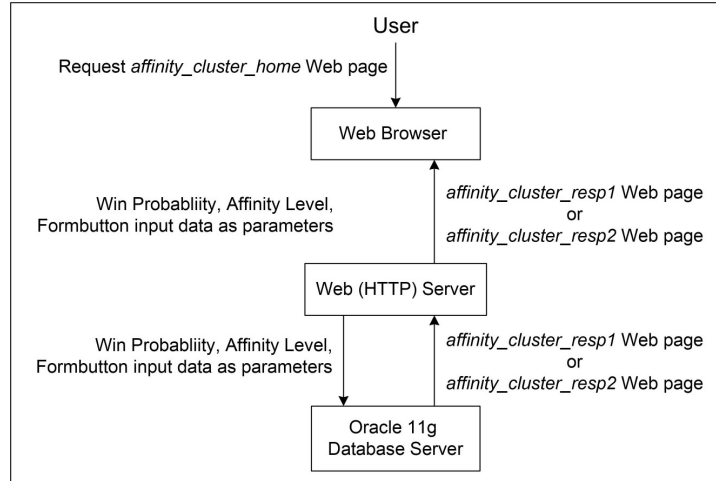 User
Request affinity_cluster_home Web page
Web Browser
Win Probabliity, Affinity Level,
Formbutton input data as parameters
affinity_cluster_resp1 Web page
or
affinity_cluster_resp2 Web page
Web (HTTP) Server
Win Probabliity, Affinity Level,
Formbutton input data as parameters
affinity_cluster_resp1 Web page
or
affinity_cluster_resp2 Web page
Oracle 11g
Database Server